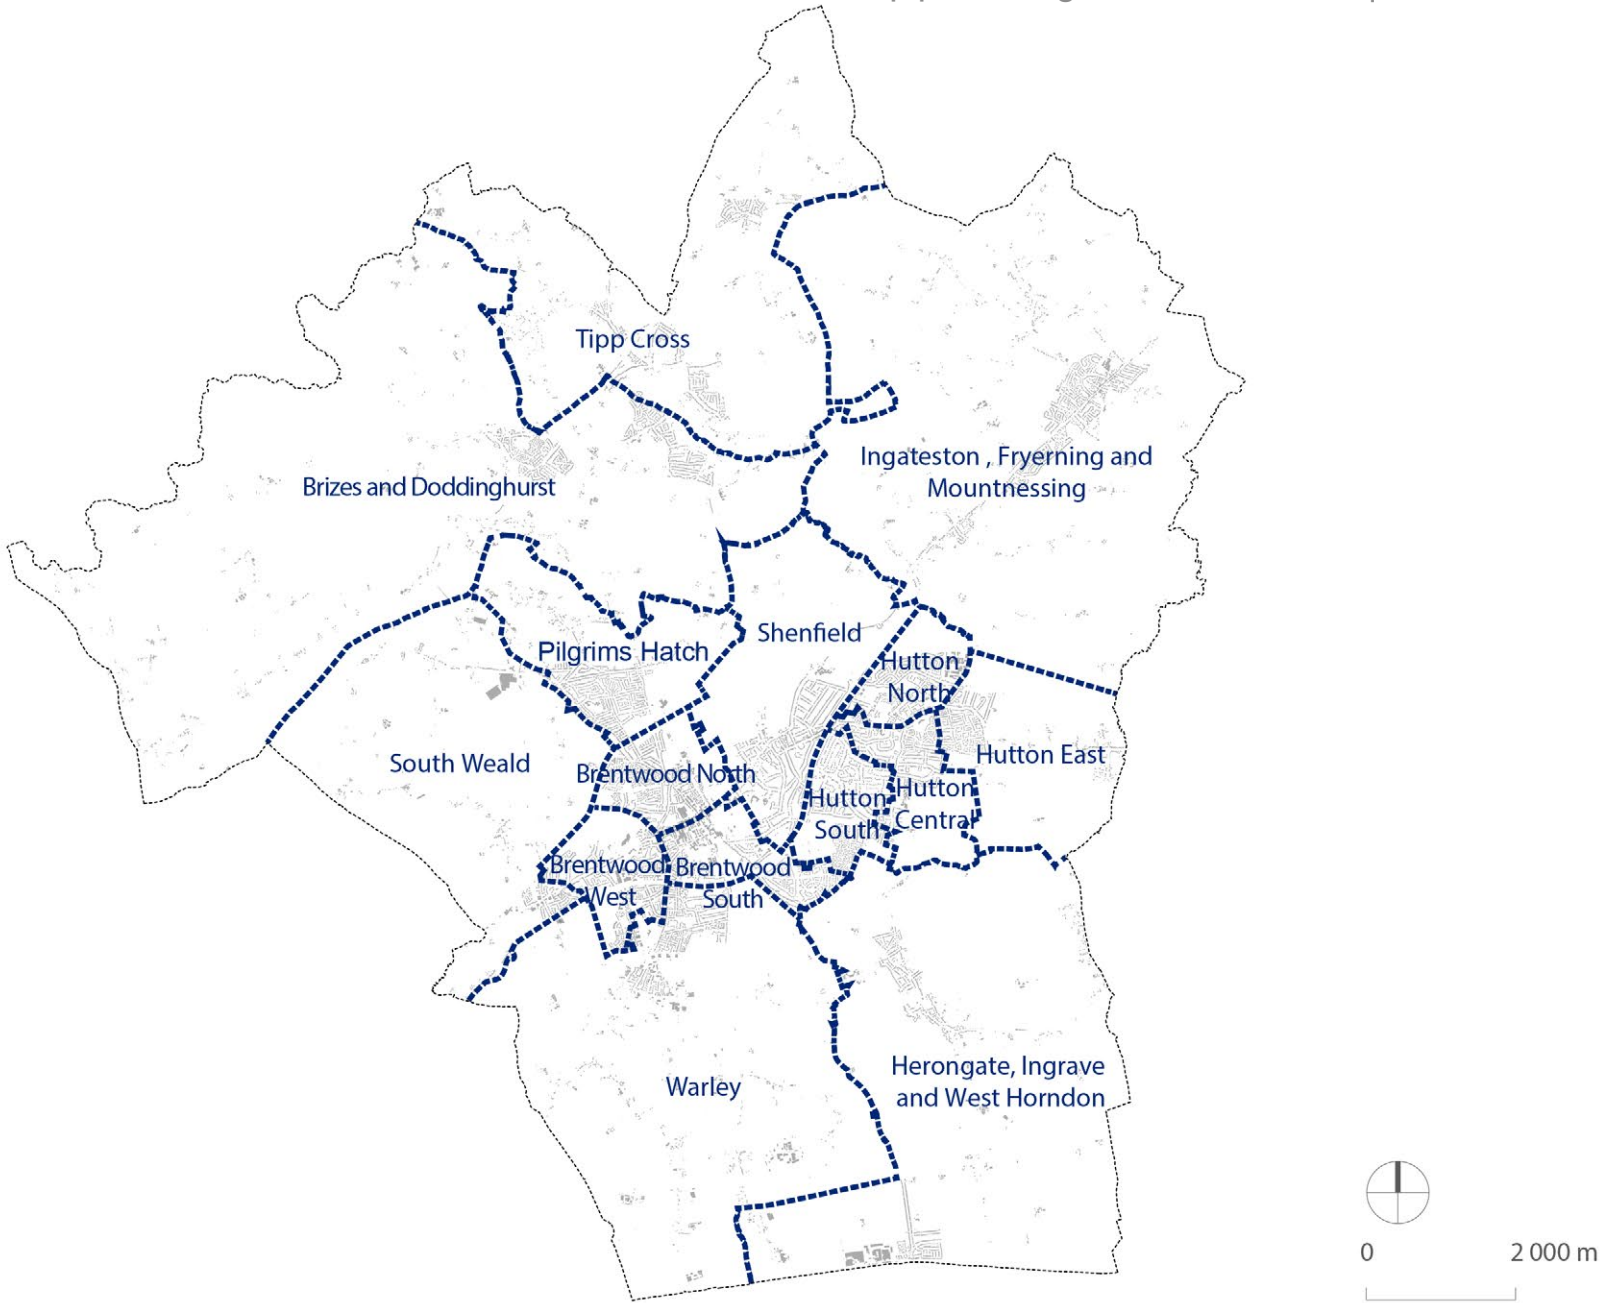 Tipp Cross
Ingateston , Fryerning and
Mountnessing
Brizes and Doddinghurst
Shenfield
Pilgrims Hatch
Hutton
North
South Weald
Hutton East
Brentwood North
Hutton
South
Hutton
Central
Brentwood
West
Brentwood
South
Herongate, Ingrave
and West Horndon
Warley
0
2 000 m